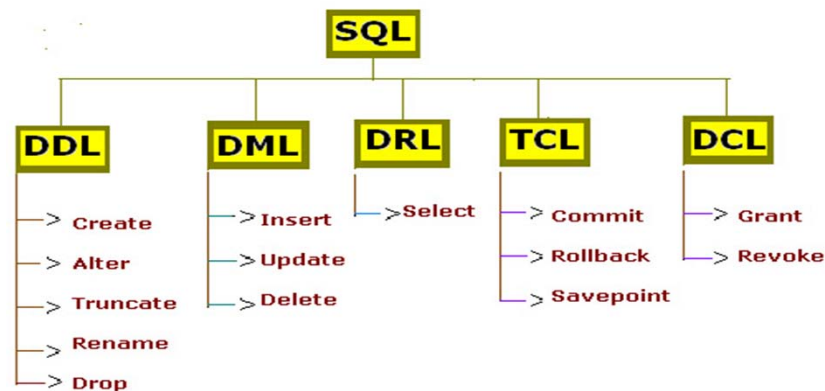 SQL
DDL DML DRL TCL DCL
Create Insert Select Commit Grant
Alter Update Rollback Revoke
Truncate Delete Savepoint
Rename
Drop